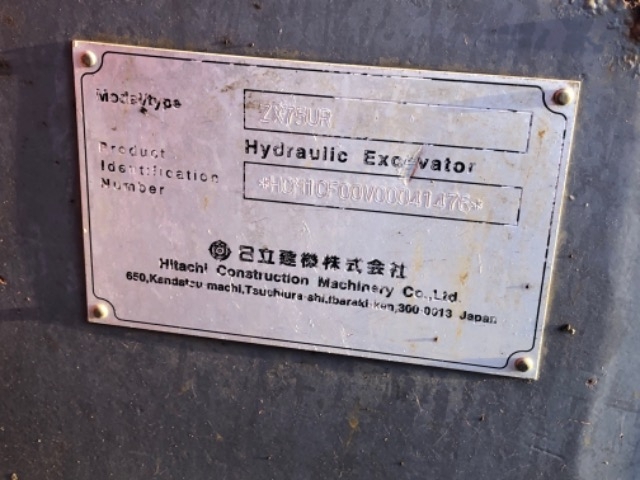 Model/type ZX75UR
Hydraulic Excavator
Product
Identification
Number
日立建機株式会社
Hitachi Construction Machinery Co.,Ltd.
650,Kandatsu-machi,Tsuchiura-shi,Ibaraki-ken,300-0013 Japan